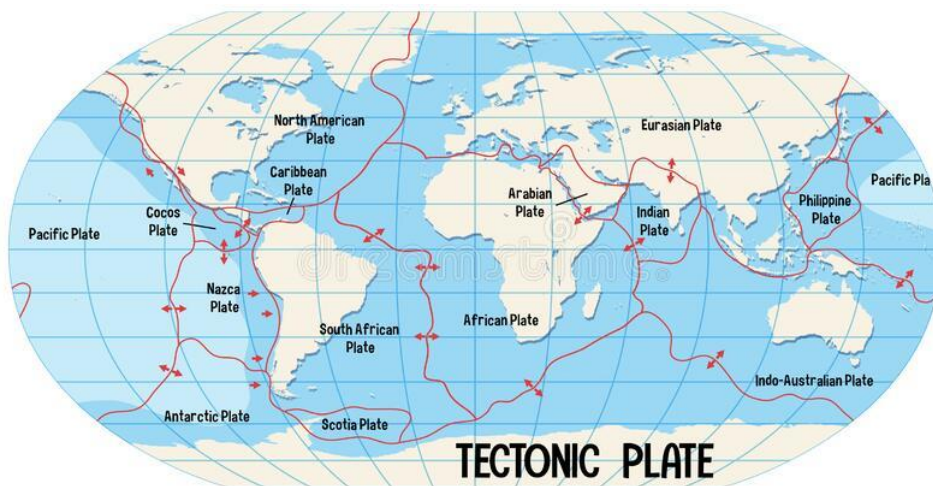 North American
Plate
Eurasian Plate
Caribbean
Plate
Arabian
Plate
Cocos
Plate
Indian
Plate
Philippine
Plate
Pacific Pla
Pacific Plate
dreamstime.
Nazca
Plate
South African
Plate
African Plate
Indo-Australian Plate
Antarctic Plate
Scotia Plate
TECTONIC PLATE